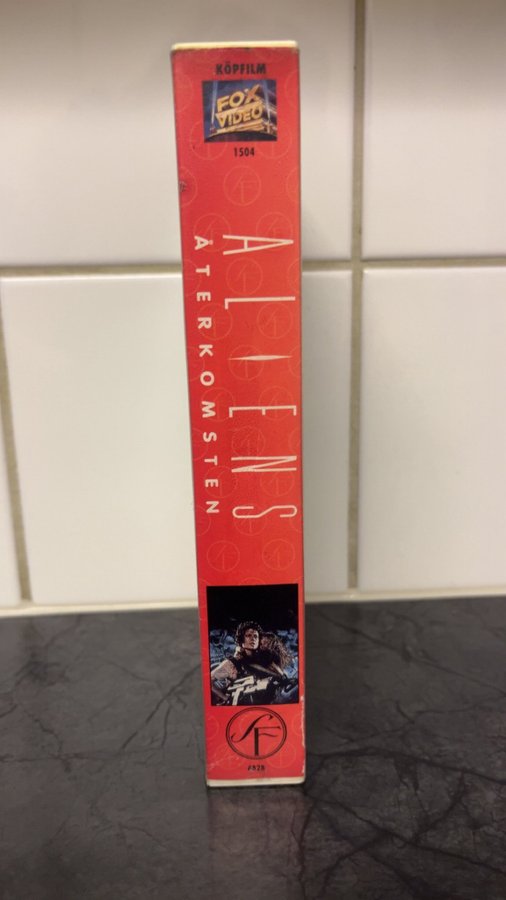 KÖPFILM
FOX
VIDEO
1504
ALIENS
ÅTERKOMSTEN
SF